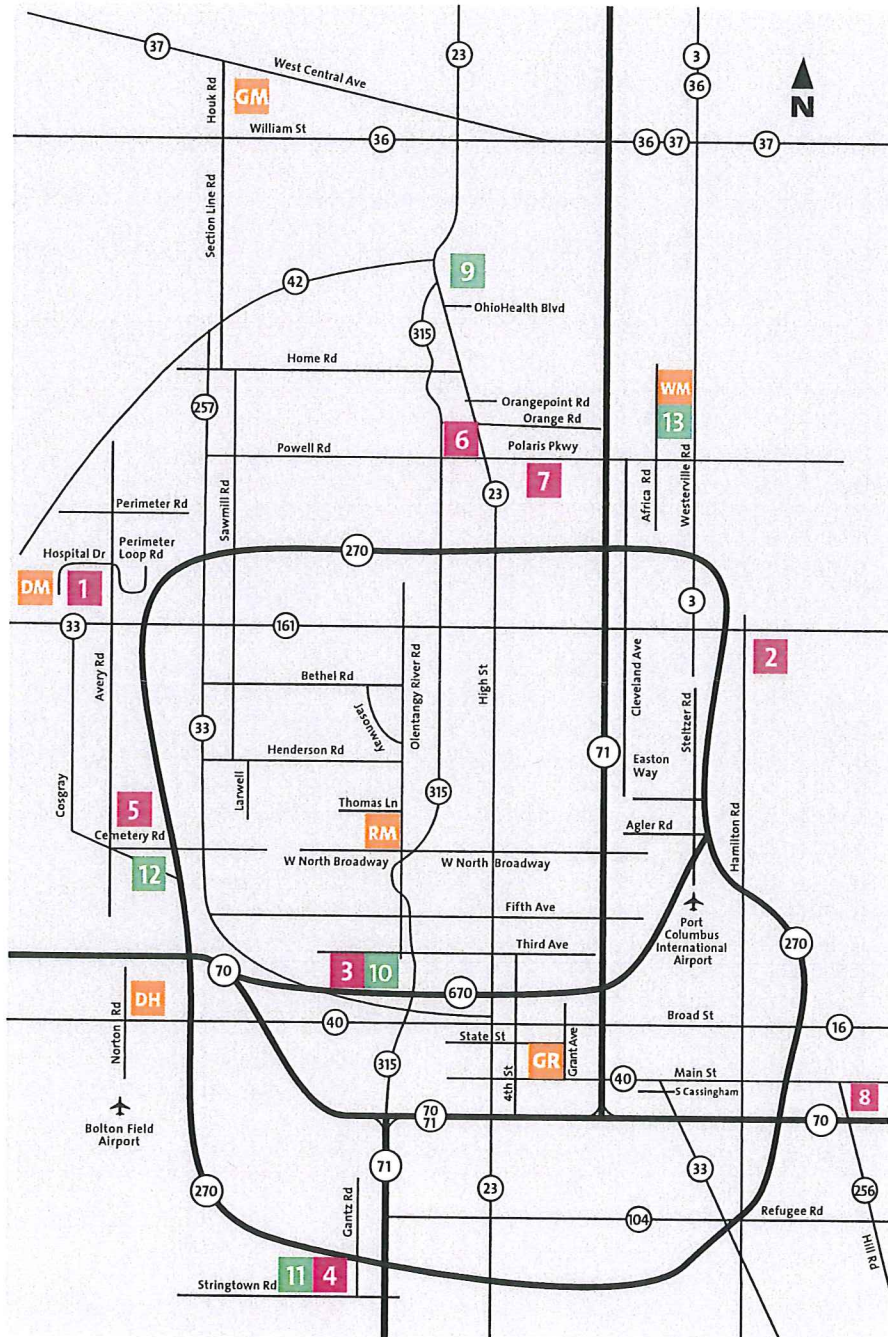 37
23
3
36
West Central Ave
Houk Rd
GM
N
William St
36
36
37
37
Section Line Rd
42
9
OhioHealth Blvd
315
Home Rd
257
Orangepoint Rd
Orange Rd
WM
13
6
Powell Rd
Polaris Pkwy
7
23
Sawmill Rd
Africa Rd
Westerville Rd
Perimeter Rd
Hospital Dr
Perimeter
Loop Rd
270
DM
1
33
161
3
2
Avery Rd
Bethel Rd
Jasonway
Olentangy River Rd
High St
Cleveland Ave
Steltzer Rd
33
Henderson Rd
71
Easton
Way
Cosgray
Larwell
315
5
Thomas Ln
RM
Agler Rd
Hamilton Rd
Cemetery Rd
W North Broadway
W North Broadway
12
Fifth Ave
Port
Columbus
International
Airport
270
Third Ave
70
3
10
670
DH
Norton Rd
40
Broad St
16
State St
GR
Grant Ave
4th St
315
40
Main St
S Cassingham
8
70
71
70
Bolton Field
Airport
71
33
270
23
256
Gantz Rd
104
Refugee Rd
Hill Rd
11
4
Stringtown Rd